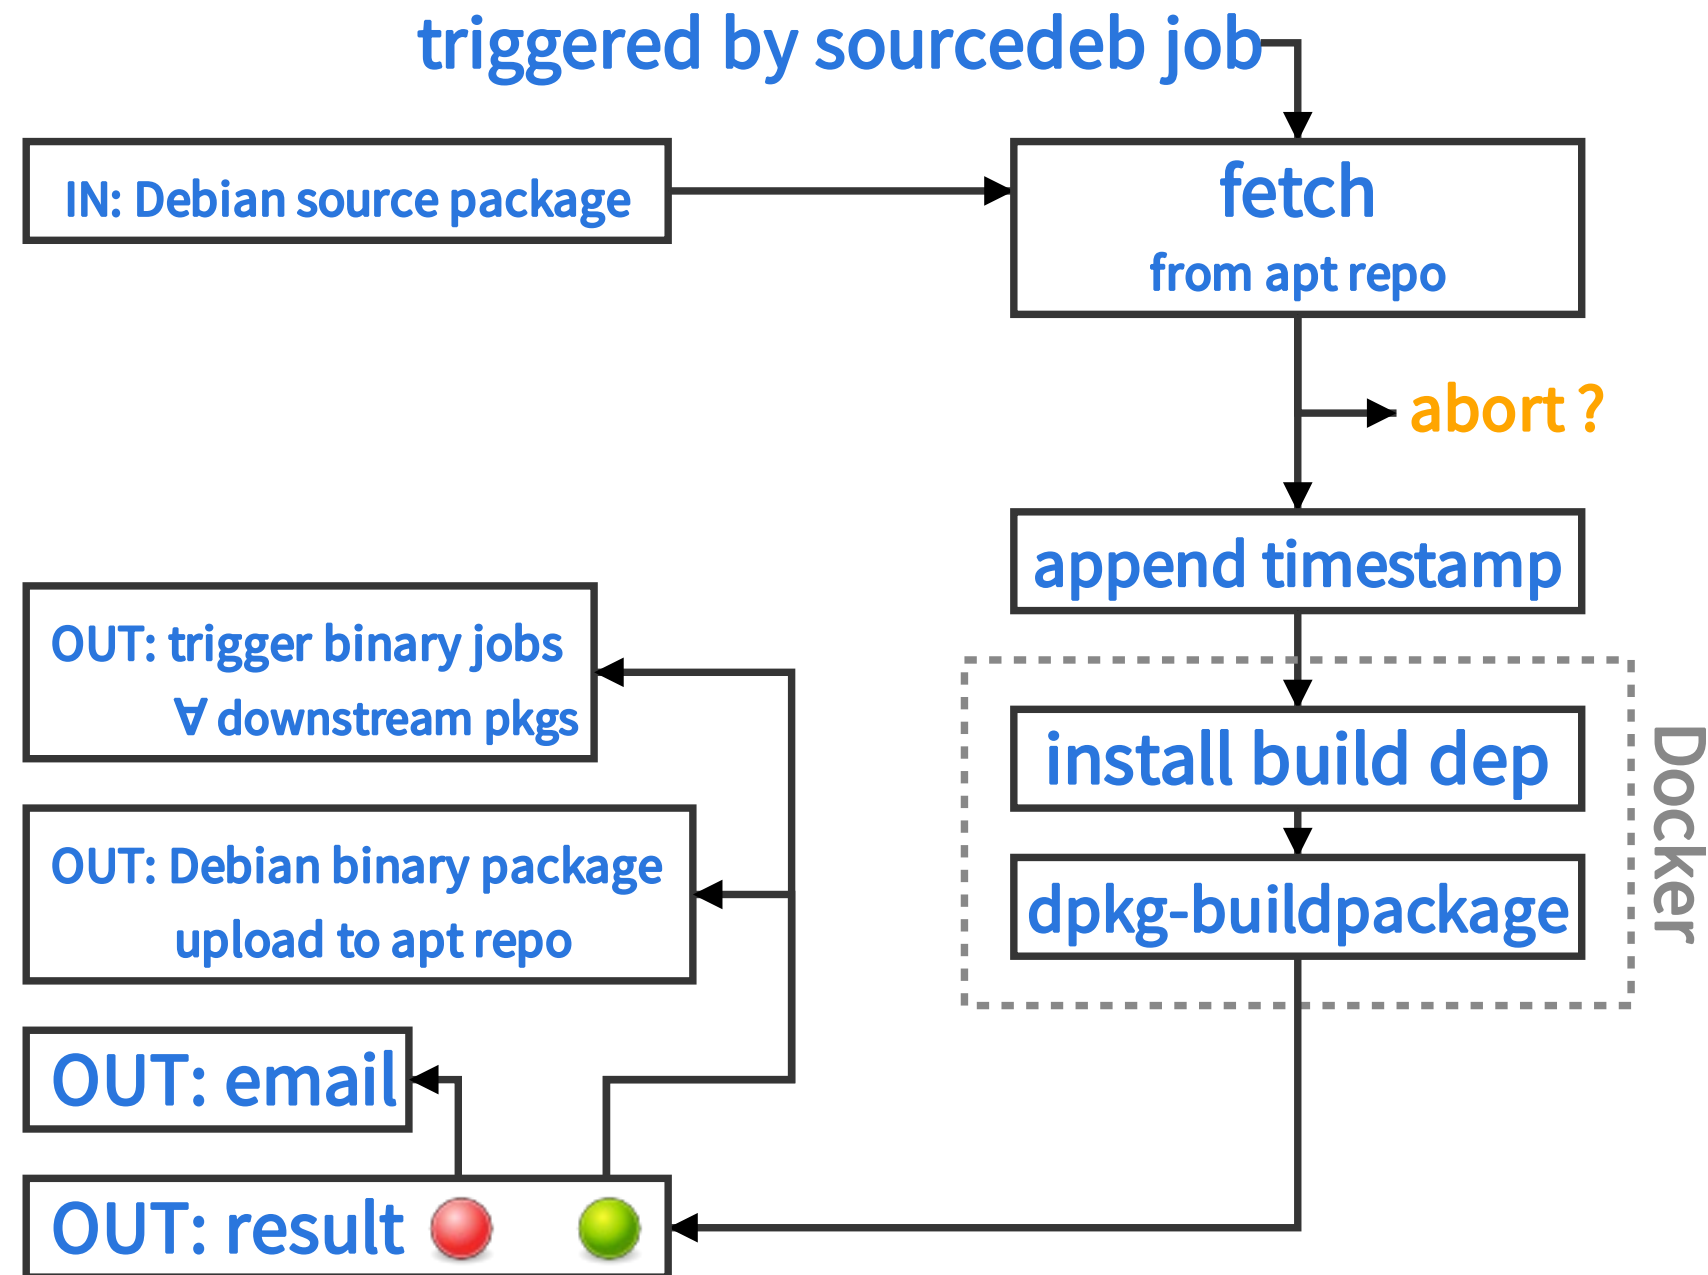 triggered by sourcedeb job
IN: Debian source package
fetch
from apt repo
abort ?
append timestamp
OUT: trigger binary jobs
∀ downstream pkgs
install build dep
Docker
OUT: Debian binary package
upload to apt repo
dpkg-buildpackage
OUT: email
OUT: result